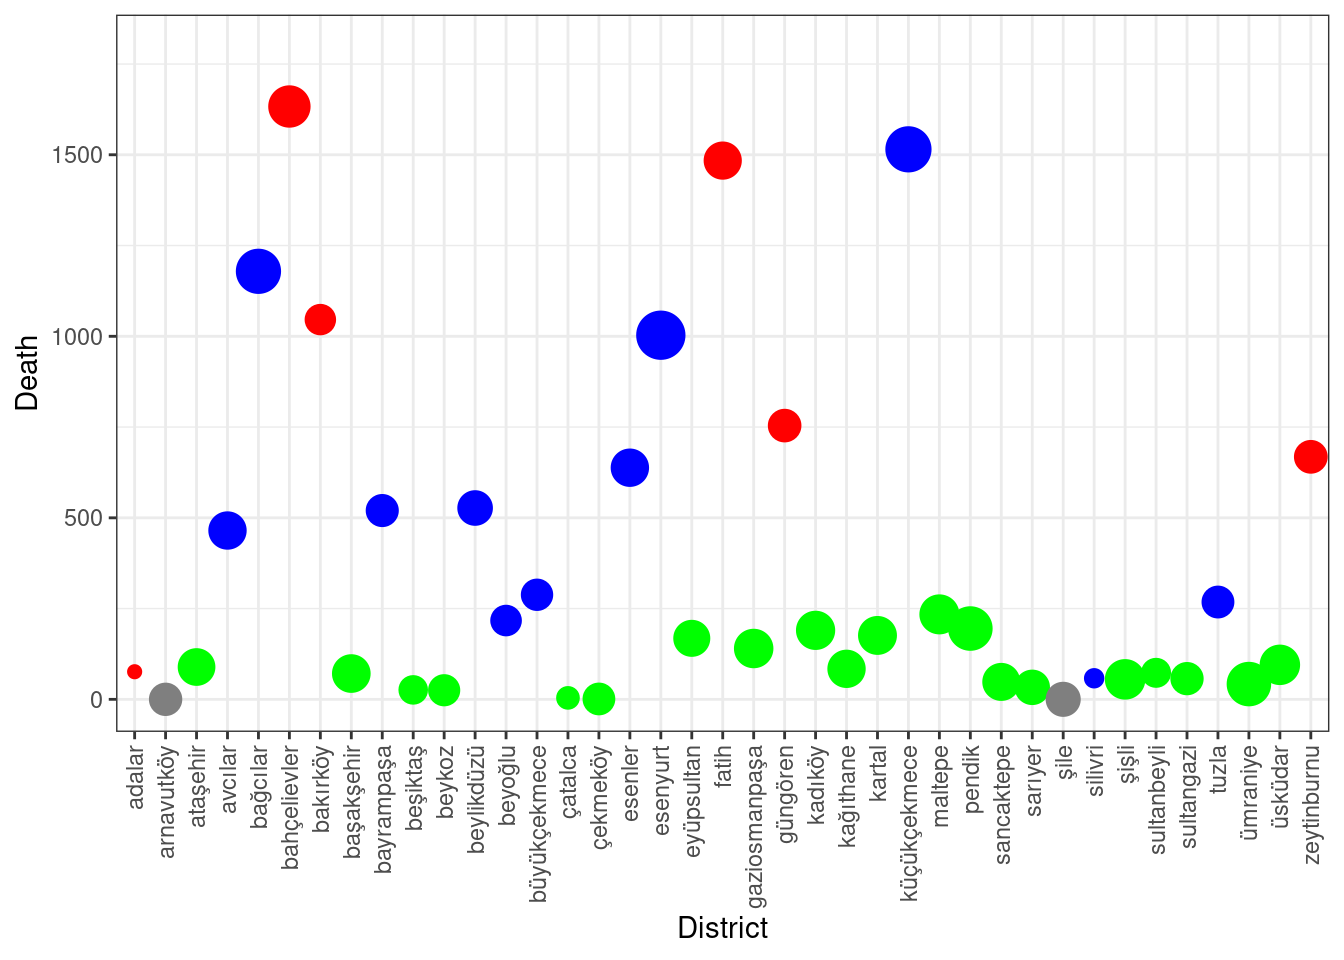 Death
1500
1000
500
0
adalar
arnavutköy
ataşehir
avcılar
bağcılar
bahçelievler
bakırköy
başakşehir
bayrampaşa
beşiktaş
beykoz
beylikdüzü
beyoğlu
büyükçekmece
çatalca
çekmeköy
esenler
esenyurt
eyüpsultan
fatih
gaziosmanpaşa
güngören
kadıköy
kağıthane
kartal
küçükçekmece
maltepe
pendik
sancaktepe
sarıyer
şile
silivri
şişli
sultanbeyli
sultangazi
tuzla
ümraniye
üsküdar
zeytinburnu
District